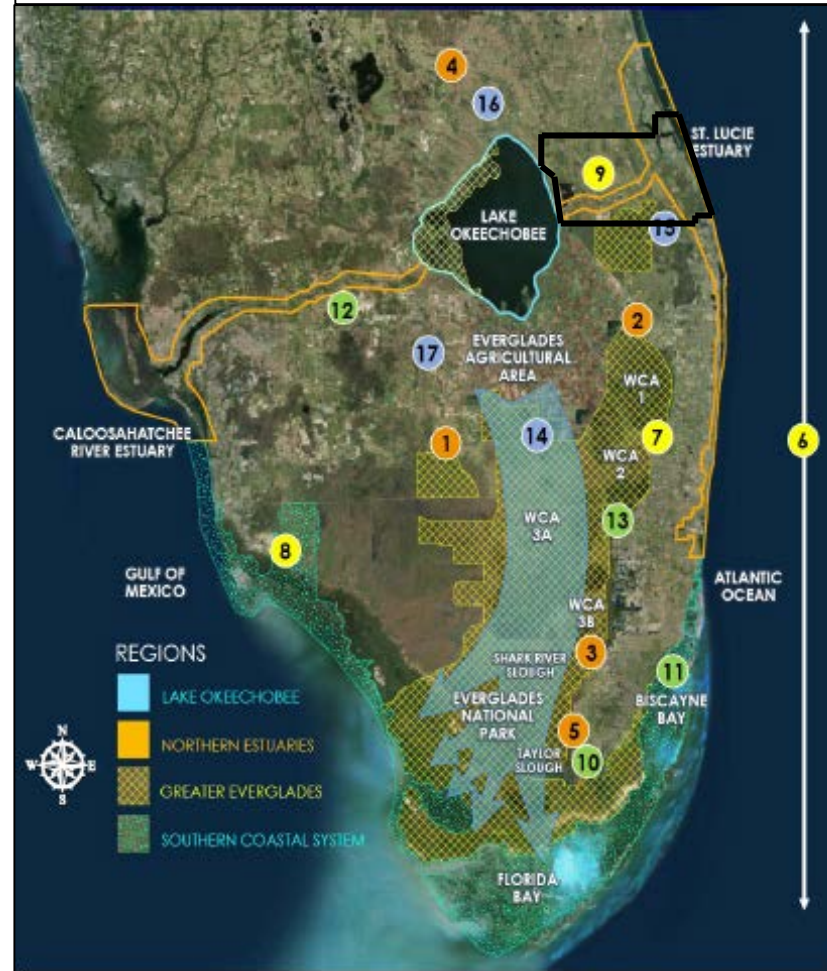 4
16
ST. LUCIE
ESTUARY
9
LAKE
OKEECHOBEE
15
12
2
EVERGLADES
AGRICULTURAL
AREA
17
WCA
1
CALOOSAHATCHEE
RIVER ESTUARY
1
14
7
6
WCA
2
WCA
3A
13
8
GULF OF
MEXICO
ATLANTIC
OCEAN
WCA
3B
REGIONS
SHARK RIVER
SLOUGH
3
11
LAKE OKEECHOBEE
BISCAYNE
BAY
EVERGLADES
NATIONAL
PARK
5
N
W E
S
NORTHERN ESTUARIES
TAYLOR
SLOUGH
10
GREATER EVERGLADES
SOUTHERN COASTAL SYSTEM
FLORIDA
BAY